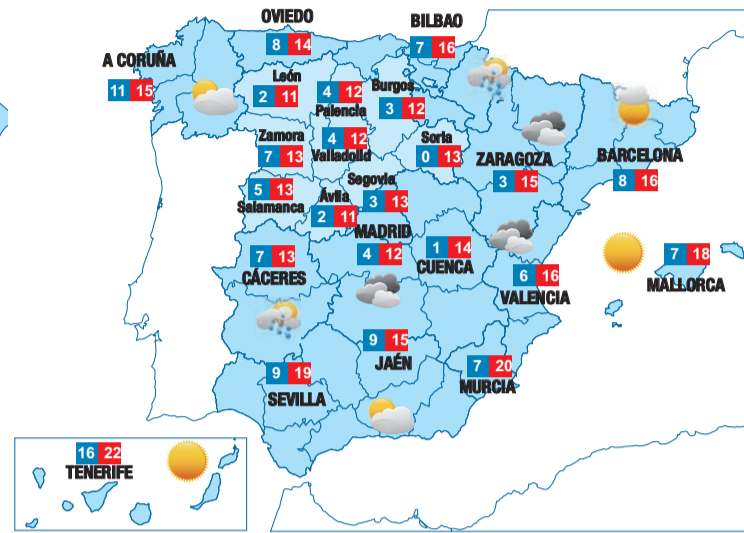 OVIEDO
8 14
BILBAO
7 16
A CORUÑA
11 15
León
2 11
4 12
Palencia
Burgos
3 12
Zamora
7 13
4 12
Valladolid
Soria
0 13
ZARAGOZA
3 15
BARCELONA
8 16
5 13
Salamanca
Ávila
2 11
Segovia
3 13
MADRID
4 12
1 14
CUENCA
7 13
CÁCERES
6 16
VALENCIA
7 18
MALLORCA
9 15
JAÉN
7 20
MURCIA
9 19
SEVILLA
16 22
TENERIFE